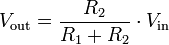 V_out = R_2 / (R_1 + R_2) · V_in